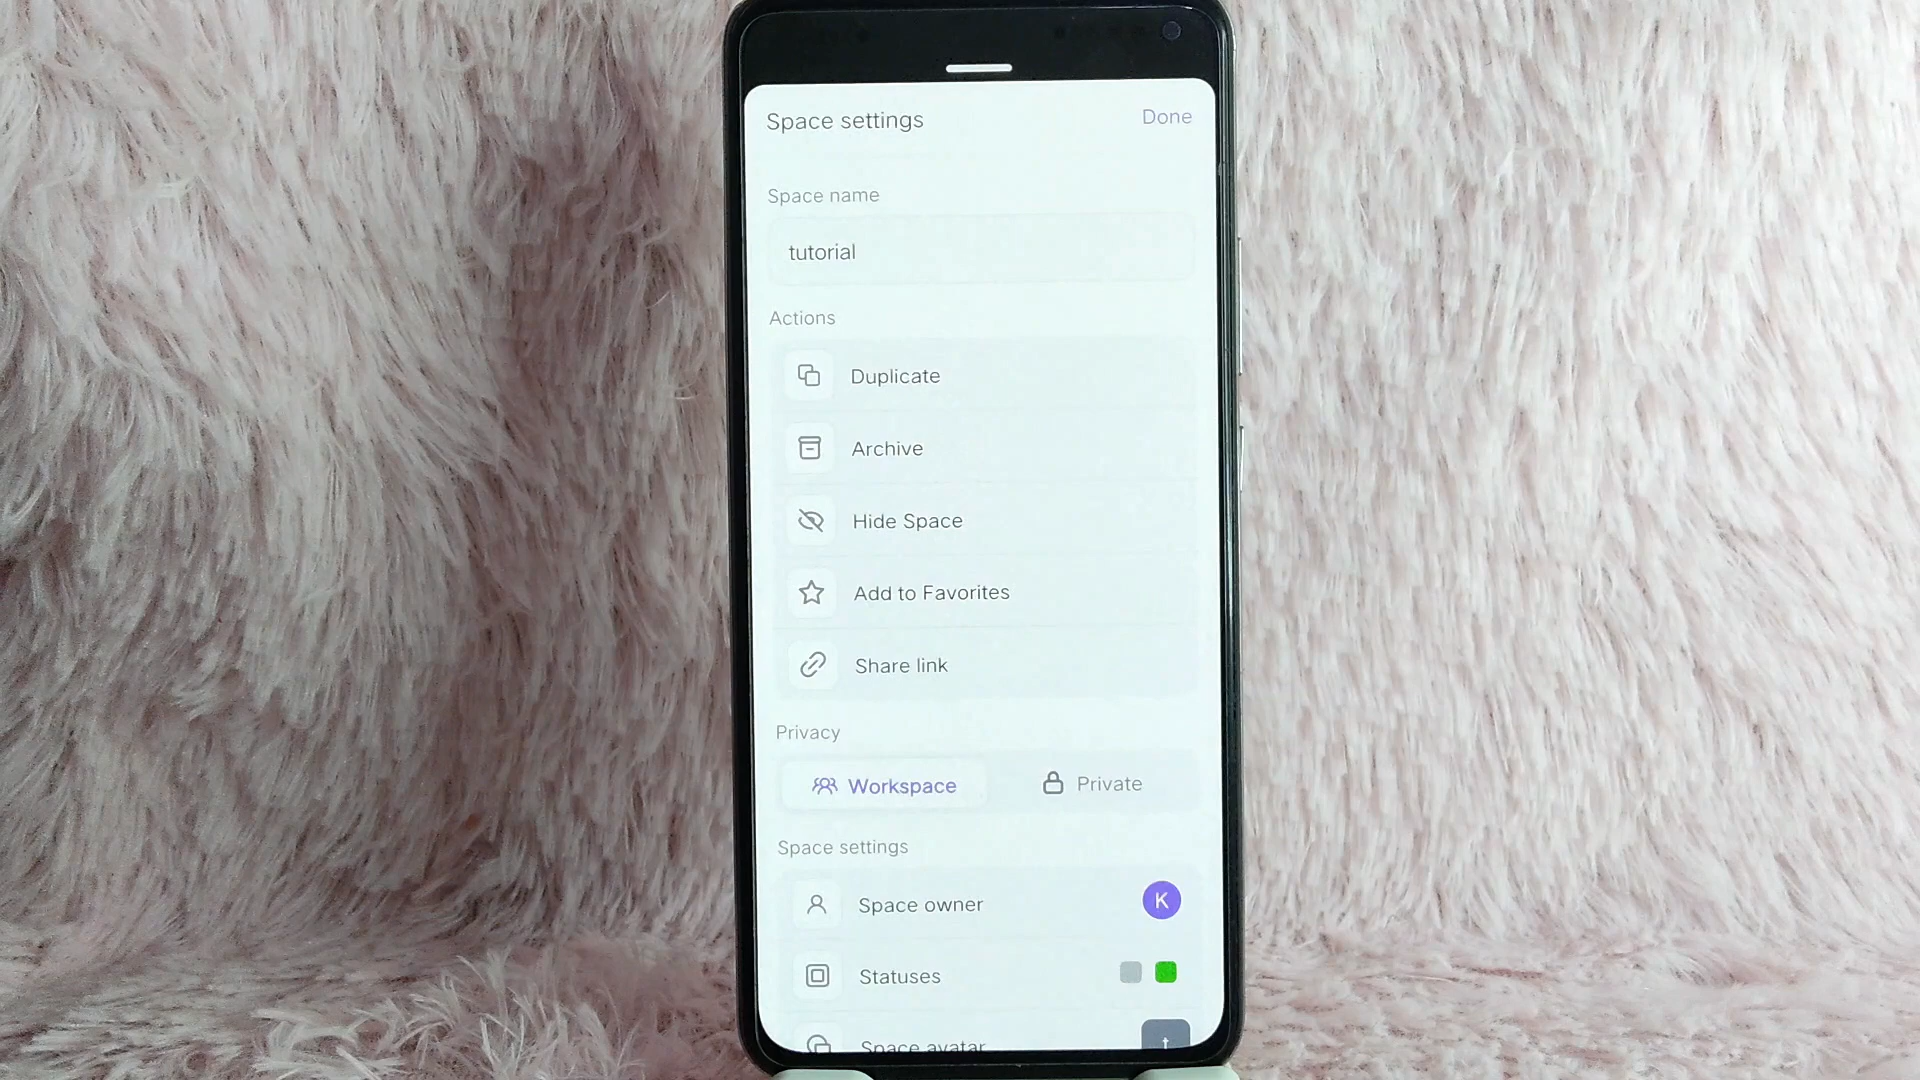 Space settings
Done
Space name
tutorial
Actions
Duplicate
Archive
Hide Space
Add to Favorites
Share link
Privacy
Workspace
Private
Space settings
Space owner
K
Statuses
Space avatar
t